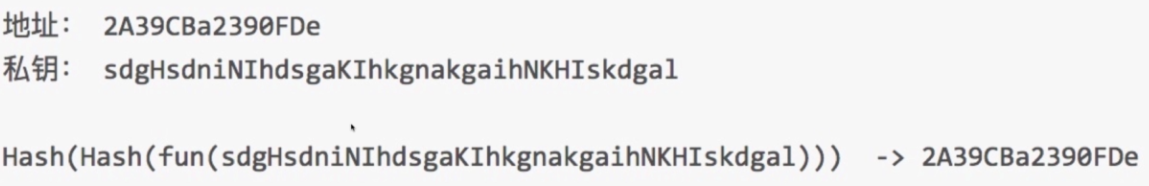 地址： 2A39CBa2390FDe
私钥： sdgHsdniNIhdsgaKIhkgnakgaihNKHIskdgal
Hash(Hash(fun(sdgHsdniNIhdsgaKIhkgnakgaihNKHIskdgal))) -> 2A39CBa2390FDe